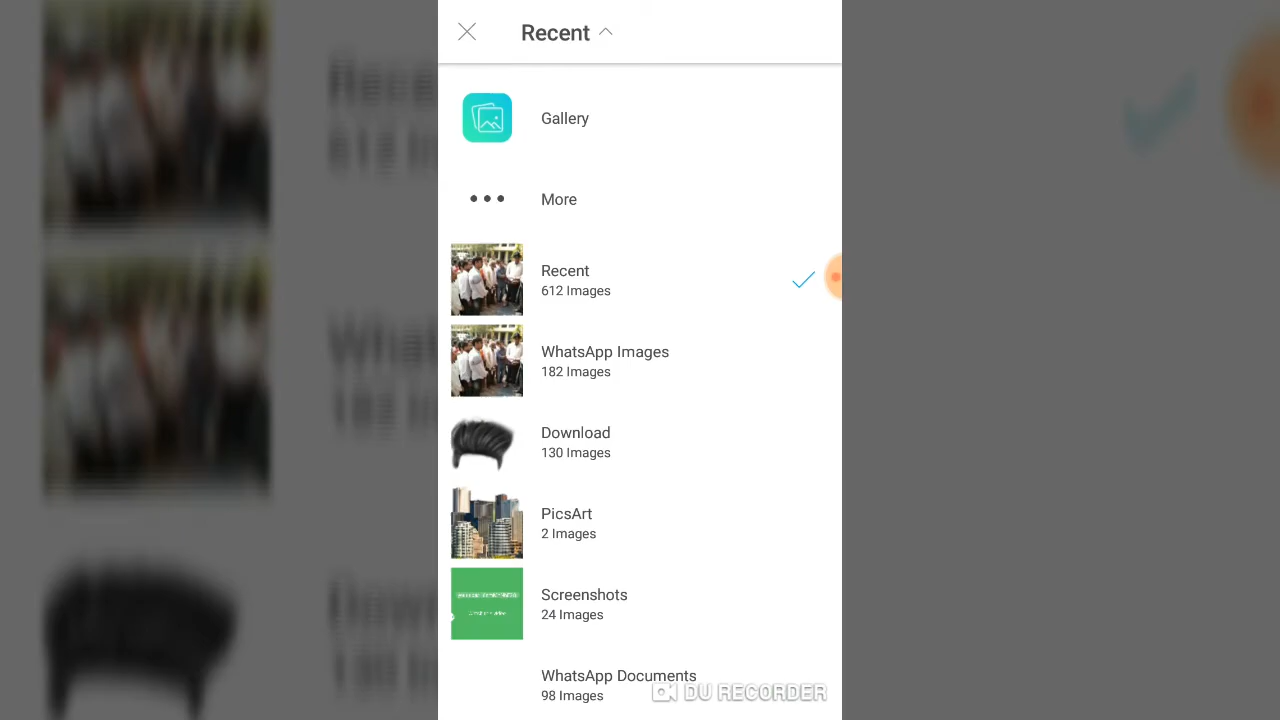 Recent
Gallery
More
Recent
612 Images
WhatsApp Images
182 Images
Download
130 Images
PicsArt
2 Images
Screenshots
24 Images
WhatsApp Documents
98 Images
DU RECORDER